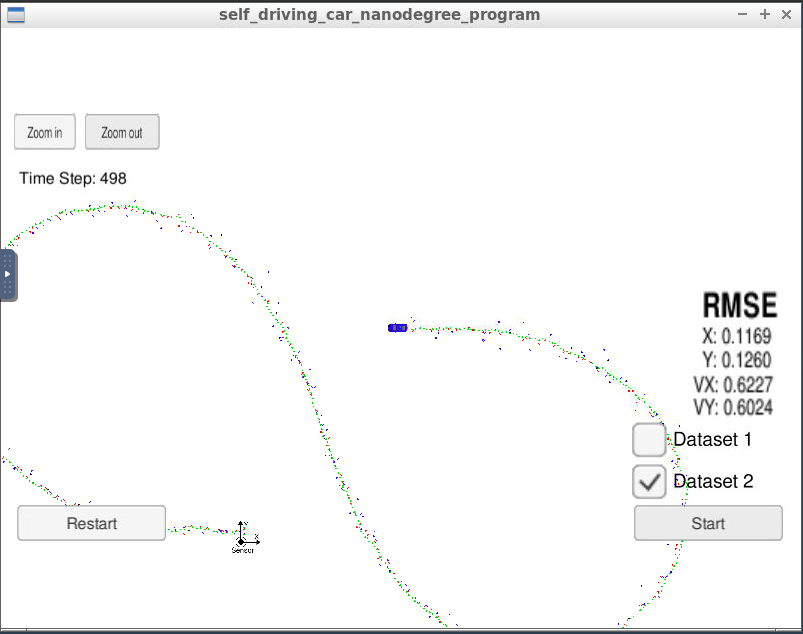 self_driving_car_nanodegree_program
Zoom in
Zoom out
Time Step: 498
RMSE
X: 0.1169
Y: 0.1260
VX: 0.6227
VY: 0.6024
Dataset 1
Dataset 2
Restart
Start
Y
X
Sensor